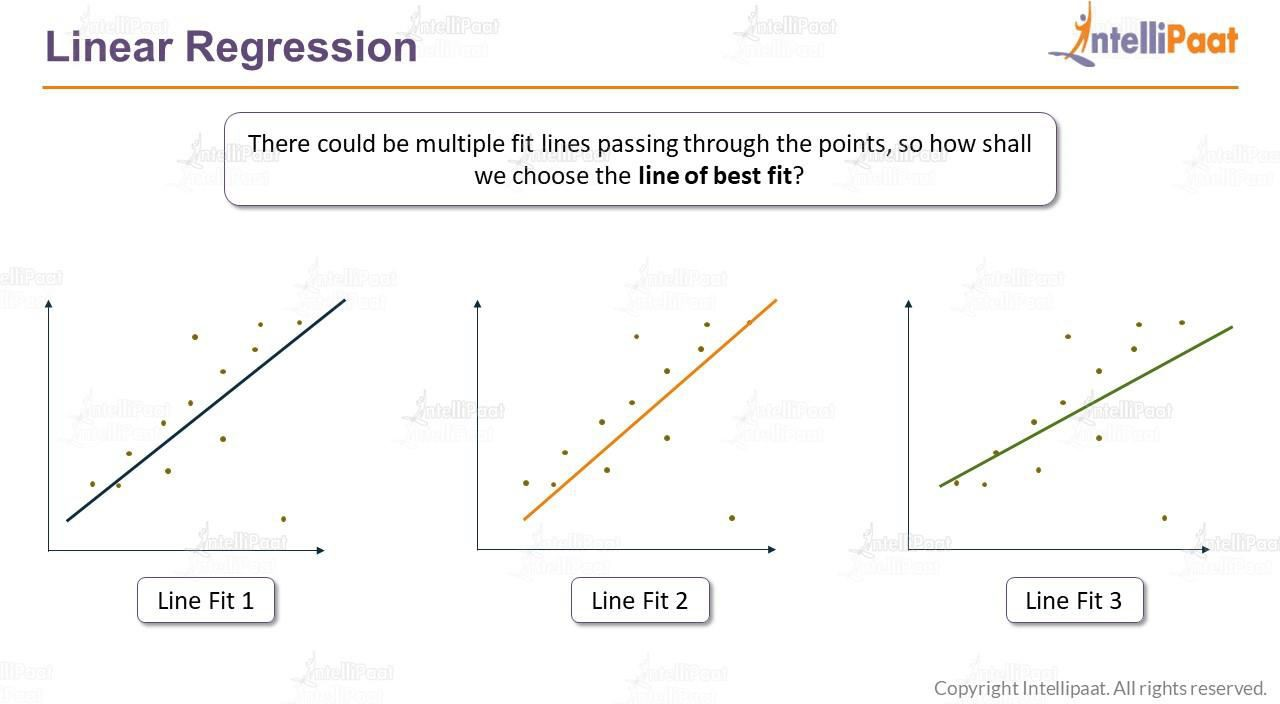 Linear Regression
IntelliPaat
There could be multiple fit lines passing through the points, so how shall
we choose the line of best fit?
Line Fit 1
Line Fit 2
Line Fit 3
Copyright Intellipaat. All rights reserved.